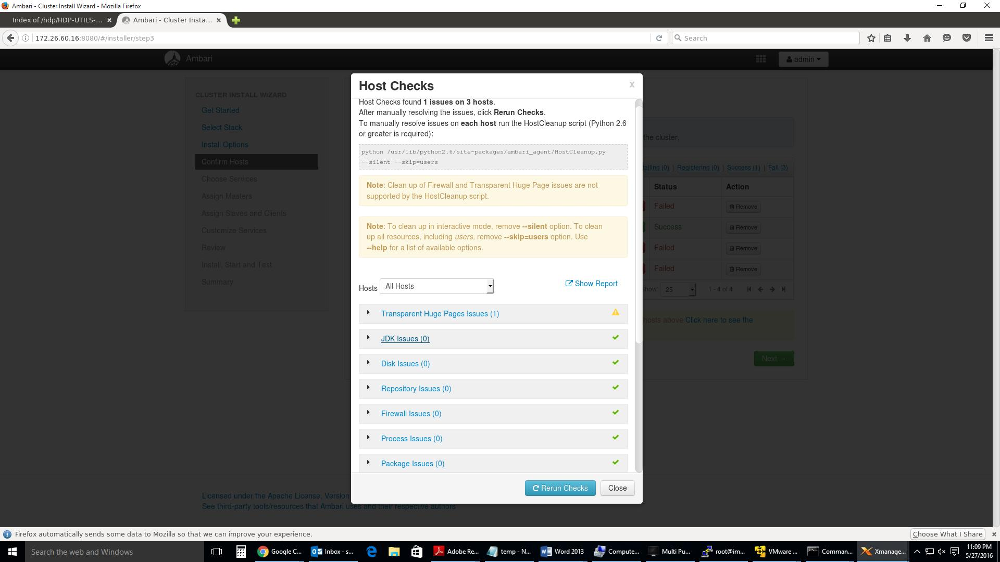 Ambari - Cluster Install Wizard - Mozilla Firefox
Index of /hdp/HDP-UTILS-...
Ambari - Cluster Insta...
172.26.60.16:8080/#/installer/step3
Search
Ambari
admin
CLUSTER INSTALL WIZARD
Get Started
Select Stack
Install Options
Confirm Hosts
Choose Services
Assign Masters
Assign Slaves and Clients
Customize Services
Review
Install, Start and Test
Summary
Host Checks
x
Host Checks found 1 issues on 3 hosts.
After manually resolving the issues, click Rerun Checks.
To manually resolve issues on each host run the HostCleanup script (Python 2.6
or greater is required):
python /usr/lib/python2.6/site-packages/ambari_agent/HostCleanup.py
--silent --skip=users
Note: Clean up of Firewall and Transparent Huge Page issues are not
supported by the HostCleanup script.
Note: To clean up in interactive mode, remove --silent option. To clean
up all resources, including users, remove --skip=users option. Use
--help for a list of available options.
Hosts All Hosts
Show Report
Transparent Huge Pages Issues (1)
JDK Issues (0)
Disk Issues (0)
Repository Issues (0)
Firewall Issues (0)
Process Issues (0)
Package Issues (0)
Rerun Checks Close
the cluster.
talling (0) | Registering (0) | Success (1) | Fail (3)
Status Action
Failed Remove
Success Remove
Failed Remove
Failed Remove
how: 25 1 - 4 of 4
hosts above Click here to see the
Next →
Licensed under the Apache License, Version
See third-party tools/resources that Ambari uses and their respective authors
Firefox automatically sends some data to Mozilla so that we can improve your experience.
Choose What I Share
Search the web and Windows
Google C...
Inbox - s...
Adobe Re...
temp - N...
Word 2013
Compute...
Multi Pu...
root@im...
VMware ...
Comman...
Xmanage...
11:09 PM
5/27/2016